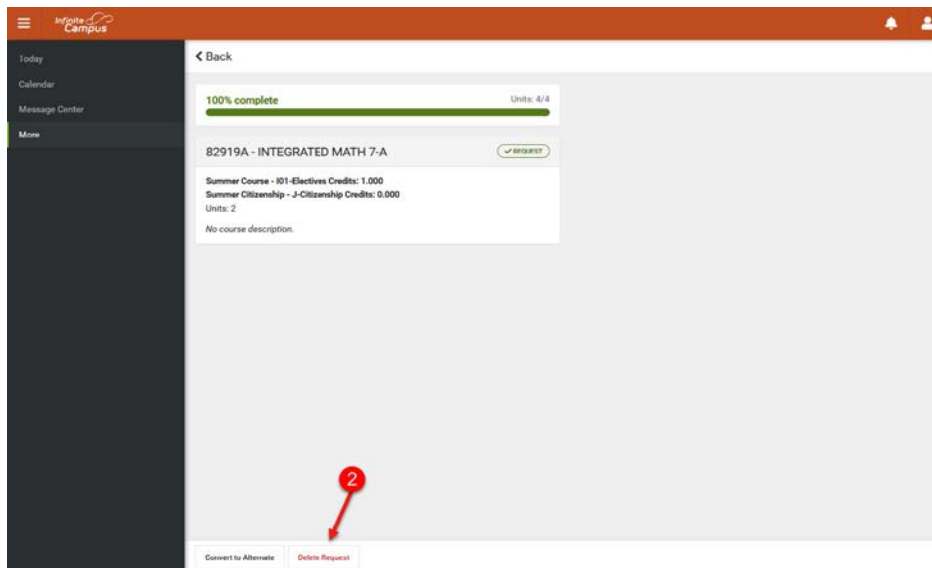 Infinite Campus
Today
Calendar
Message Center
More
Back
100% complete
Units: 4/4
82919A - INTEGRATED MATH 7-A
REQUEST
Summer Course - I01-Electives Credits: 1.000
Summer Citizenship - J-Citizenship Credits: 0.000
Units: 2
No course description.
2
Convert to Alternate
Delete Request